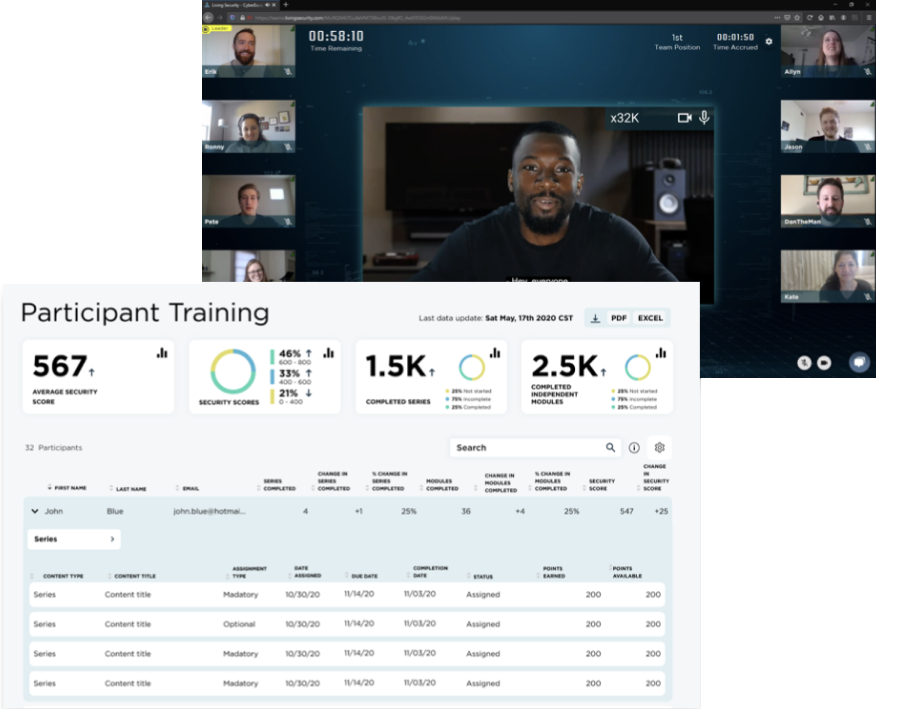 Living Security - CyberEsc
Leader
00:58:10
Time Remaining
1st
Team Position
00:01:50
Time Accrued
Erik
Allyn
x32K
Ronny
Jason
Pete
DanTheMan
- Hey, everyone
Kate
Participant Training
Last data update: Sat May, 17th 2020 CST
PDF
EXCEL
567
AVERAGE SECURITY
SCORE
SECURITY SCORES
46%
600 - 800
33%
400 - 600
21%
0 - 400
1.5K
COMPLETED SERIES
25% Not started
75% Incomplete
25% Completed
2.5K
COMPLETED
INDEPENDENT
MODULES
25% Not started
75% Incomplete
25% Completed
32 Participants
Search
FIRST NAME
LAST NAME
EMAIL
SERIES
COMPLETED
CHANGE IN
SERIES
COMPLETED
% CHANGE IN
SERIES
COMPLETED
MODULES
COMPLETED
CHANGE IN
MODULES
COMPLETED
% CHANGE IN
MODULES
COMPLETED
SECURITY
SCORE
CHANGE
IN
SECURITY
SCORE
John Blue john.blue@hotmai... 4 +1 25% 36 +4 25% 547 +25
Series
CONTENT TYPE
CONTENT TITLE
ASSIGNMENT
TYPE
DATE
ASSIGNED
DUE DATE
COMPLETION
DATE
STATUS
POINTS
EARNED
POINTS
AVAILABLE
Series Content title Madatory 10/30/20 11/14/20 11/03/20 Assigned 200 200
Series Content title Optional 10/30/20 11/14/20 11/03/20 Assigned 200 200
Series Content title Madatory 10/30/20 11/14/20 11/03/20 Assigned 200 200
Series Content title Madatory 10/30/20 11/14/20 11/03/20 Assigned 200 200